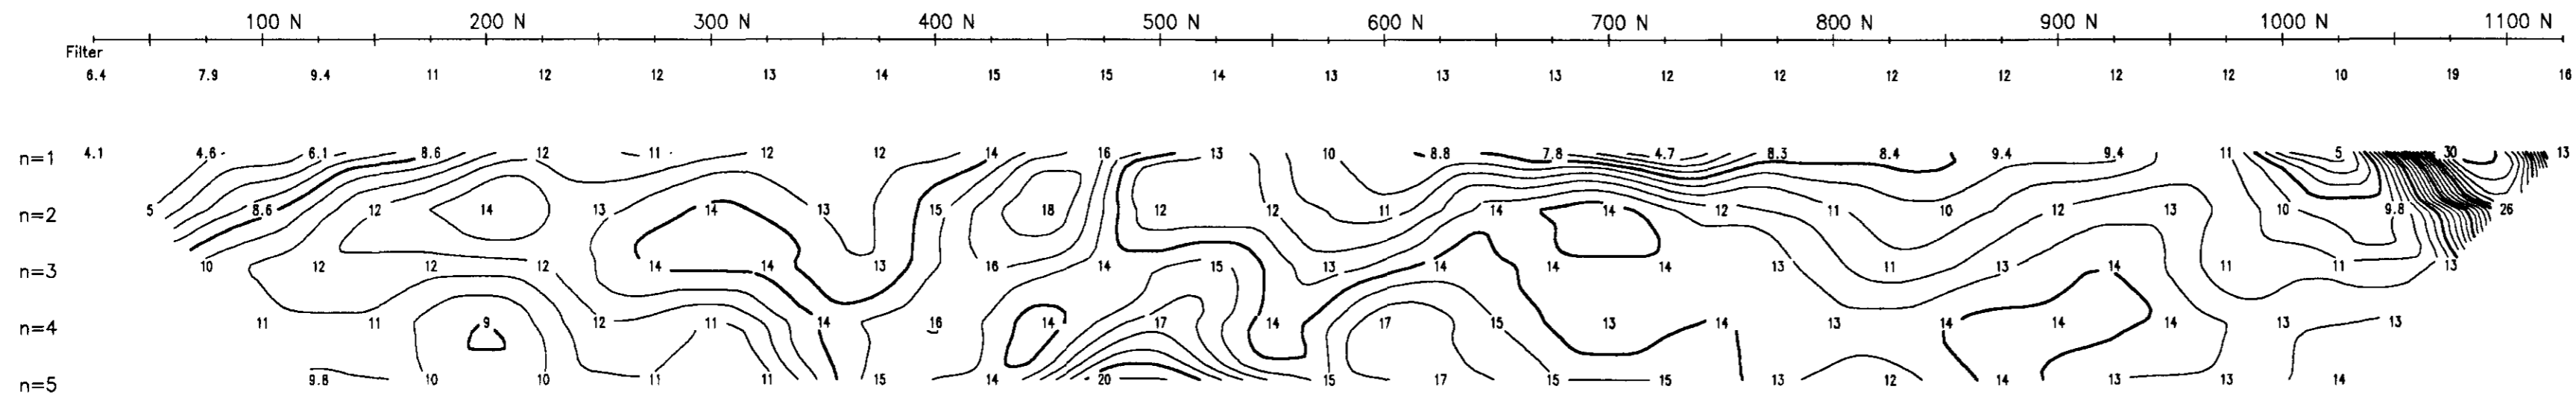 100 N 200 N 300 N 400 N 500 N 600 N 700 N 800 N 900 N 1000 N 1100 N
Filter
6.4 7.9 9.4 11 12 12 13 14 15 15 14 13 13 13 12 12 12 12 12 12 10 19 16
n=1 4.1 4.6 6.1 8.6 12 11 12 12 14 16 13 10 8.8 7.8 4.7 8.3 8.4 9.4 9.4 11 5 30 13
n=2 5 8.6 12 14 13 14 13 15 18 12 12 11 14 14 12 11 10 12 13 10 9.8 26
n=3 10 12 12 12 14 14 13 16 14 15 13 14 14 14 13 11 13 14 11 11 13
n=4 11 11 9 12 11 14 16 14 17 14 17 15 13 14 13 14 14 14 13 13
n=5 9.8 10 10 11 11 15 14 20 15 17 15 15 13 12 14 13 13 14